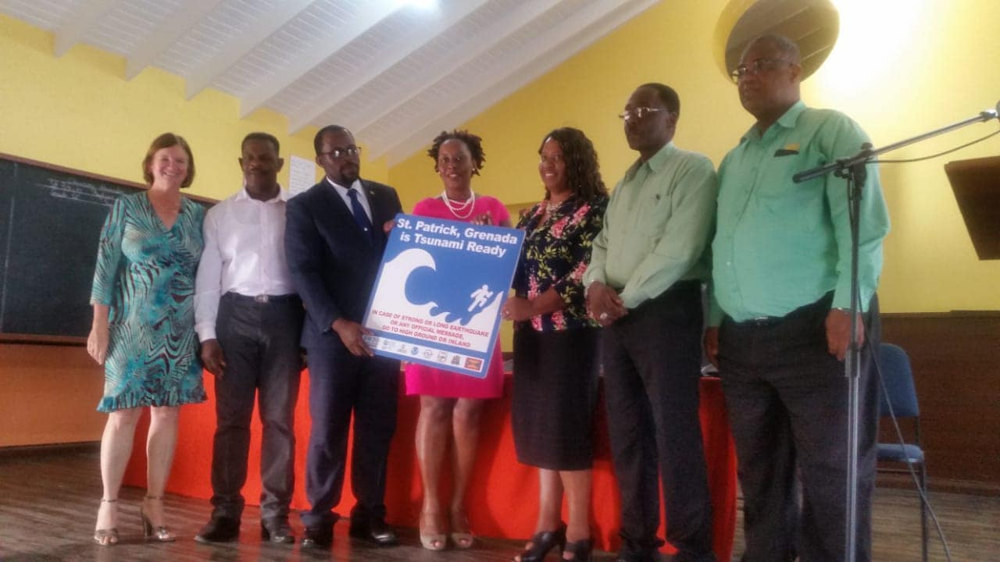 St. Patrick, Grenada
is Tsunami Ready
IN CASE OF STRONG OR LONG EARTHQUAKE
OR ANY OFFICIAL MESSAGE,
GO TO HIGH GROUND OR INLAND